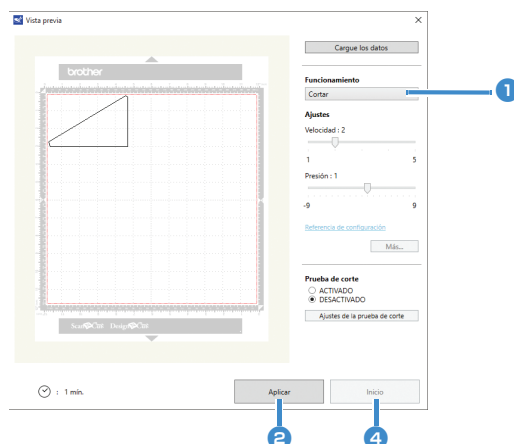 Vista previa
Cargue los datos
brother
Funcionamiento
Cortar
1
Ajustes
Velocidad : 2
1 5
Presión : 1
-9 9
Referencia de configuración
Más...
Prueba de corte
ACTIVADO
DESACTIVADO
Ajustes de la prueba de corte
ScanNCut DesignNCut
: 1 min.
Aplicar
Inicio
2
4